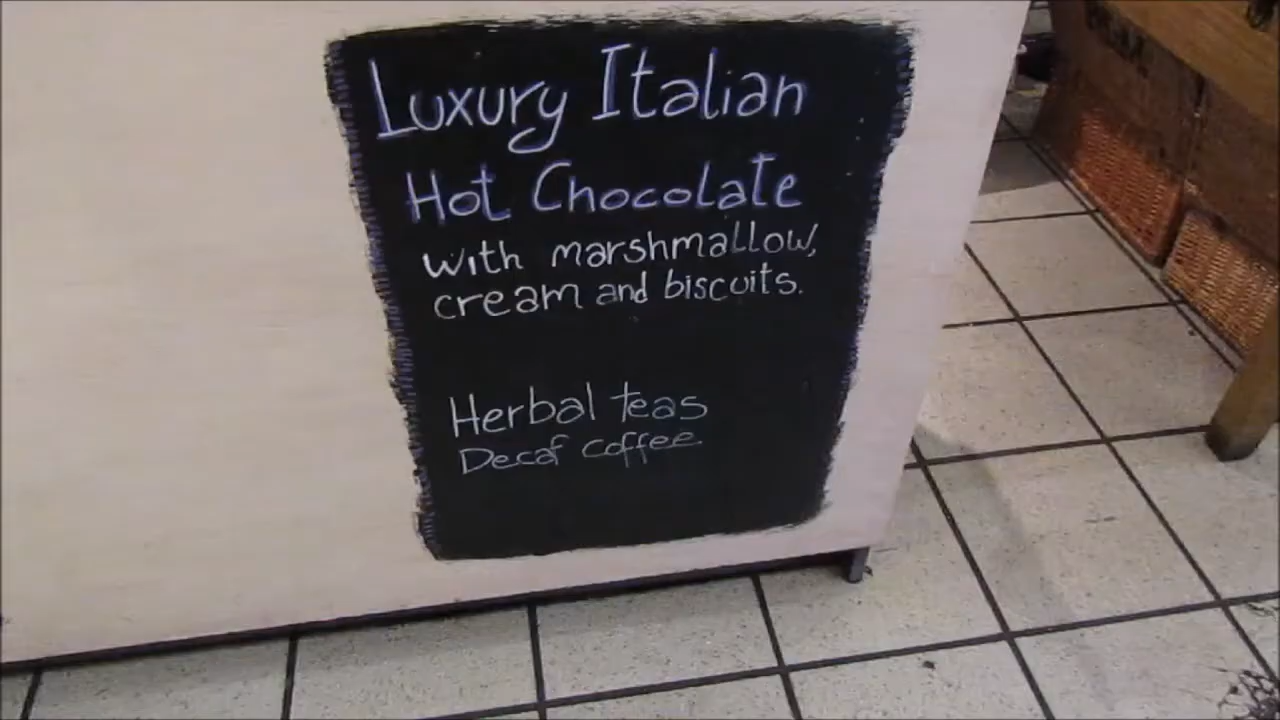 Luxury Italian
Hot Chocolate
with marshmallow,
cream and biscuits.
Herbal teas
Decaf coffee